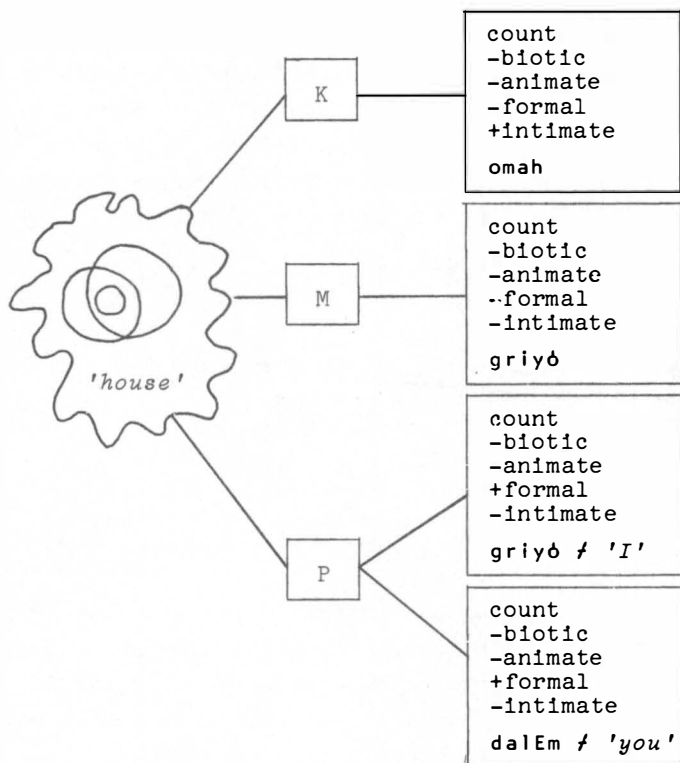 K
count
-biotic
-animate
-formal
+intimate
omah
'house'
M
count
-biotic
-animate
-formal
-intimate
griyó
P
count
-biotic
-animate
+formal
-intimate
griyó ⌿ 'I'
count
-biotic
-animate
+formal
-intimate
dalEm ⌿ 'you'